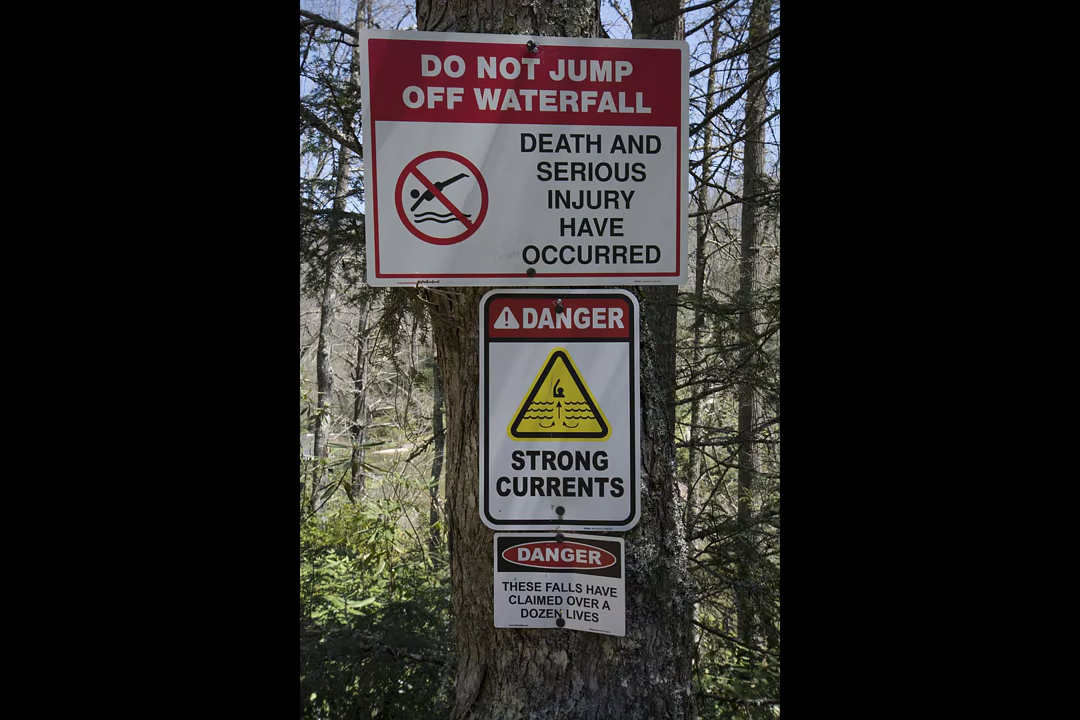 DO NOT JUMP
OFF WATERFALL
DEATH AND
SERIOUS
INJURY
HAVE
OCCURRED
DANGER
STRONG
CURRENTS
DANGER
THESE FALLS HAVE
CLAIMED OVER A
DOZEN LIVES